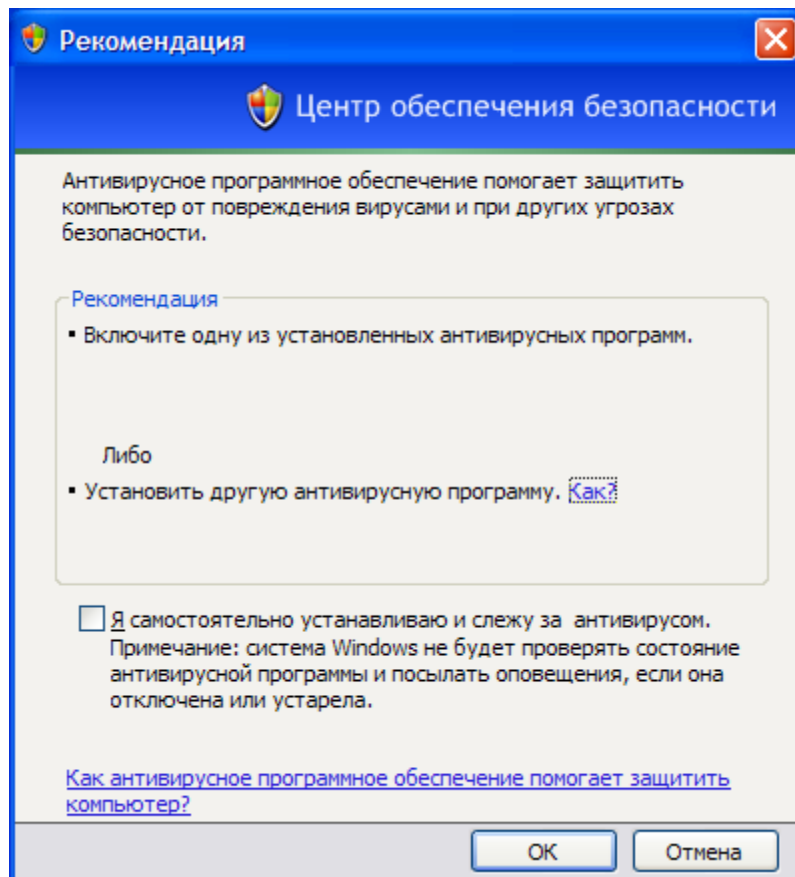 Рекомендация
Центр обеспечения безопасности
Антивирусное программное обеспечение помогает защитить
компьютер от повреждения вирусами и при других угрозах
безопасности.
Рекомендация
▪ Включите одну из установленных антивирусных программ.
Либо
▪ Установить другую антивирусную программу. Как?
Я самостоятельно устанавливаю и слежу за антивирусом.
Примечание: система Windows не будет проверять состояние
антивирусной программы и посылать оповещения, если она
отключена или устарела.
Как антивирусное программное обеспечение помогает защитить
компьютер?
ОК
Отмена